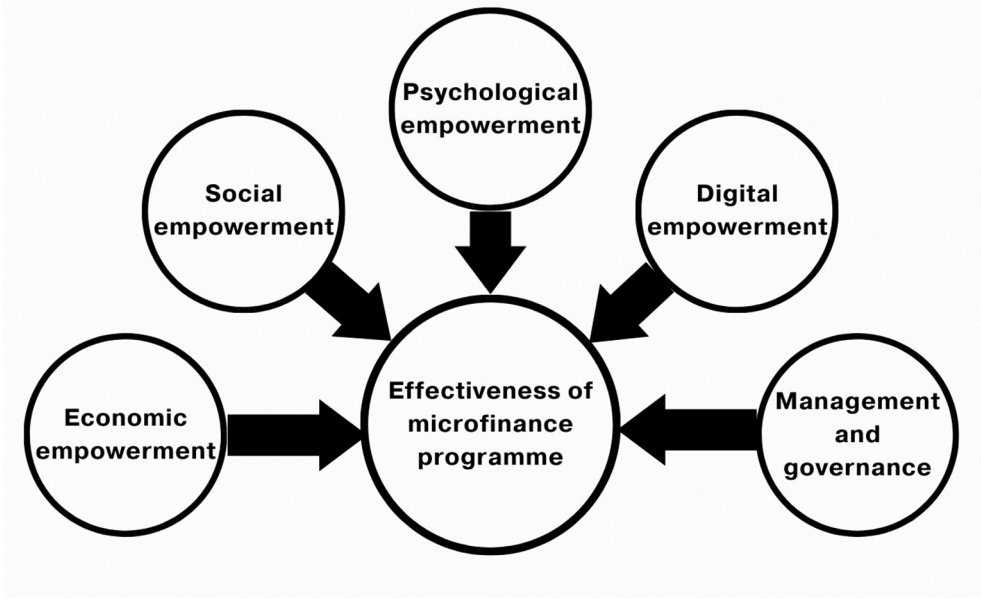 Psychological
empowerment
Social
empowerment
Digital
empowerment
Economic
empowerment
Effectiveness of
microfinance
programme
Management
and
governance